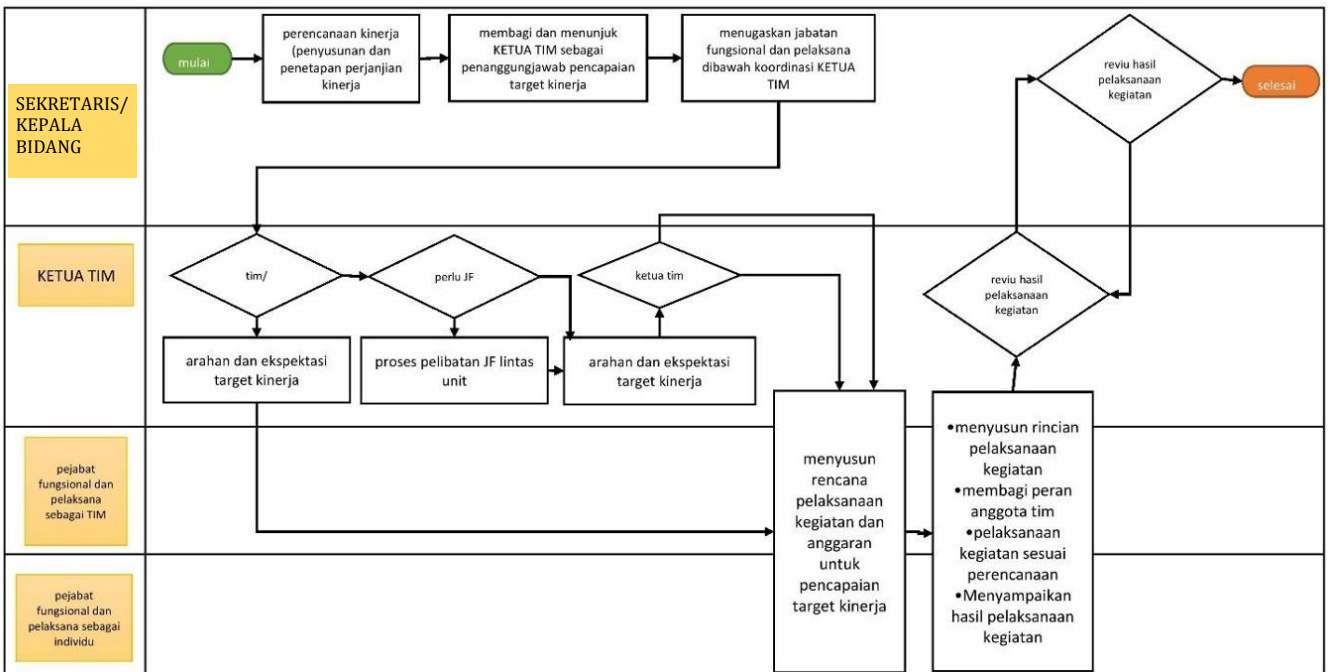 mulai
perencanaan kinerja
(penyusunan dan
penetapan perjanjian
kinerja
membagi dan menunjuk
KETUA TIM sebagai
penanggungjawab pencapaian
target kinerja
menugaskan jabatan
fungsional dan pelaksana
dibawah koordinasi KETUA
TIM
reviu hasil
pelaksanaan
kegiatan
selesai
SEKRETARIS/
KEPALA
BIDANG
KETUA TIM
tim/
perlu JF
ketua tim
reviu hasil
pelaksanaan
kegiatan
arahan dan ekspektasi
target kinerja
proses pelibatan JF lintas
unit
arahan dan ekspektasi
target kinerja
pejabat
fungsional dan
pelaksana
sebagai TIM
menyusun
rencana
pelaksanaan
kegiatan dan
anggaran
untuk
pencapaian
target kinerja
•menyusun rincian
pelaksanaan
kegiatan
•membagi peran
anggota tim
•pelaksanaan
kegiatan sesuai
perencanaan
•Menyampaikan
hasil pelaksanaan
kegiatan
pejabat
fungsional dan
pelaksana sebagai
individu